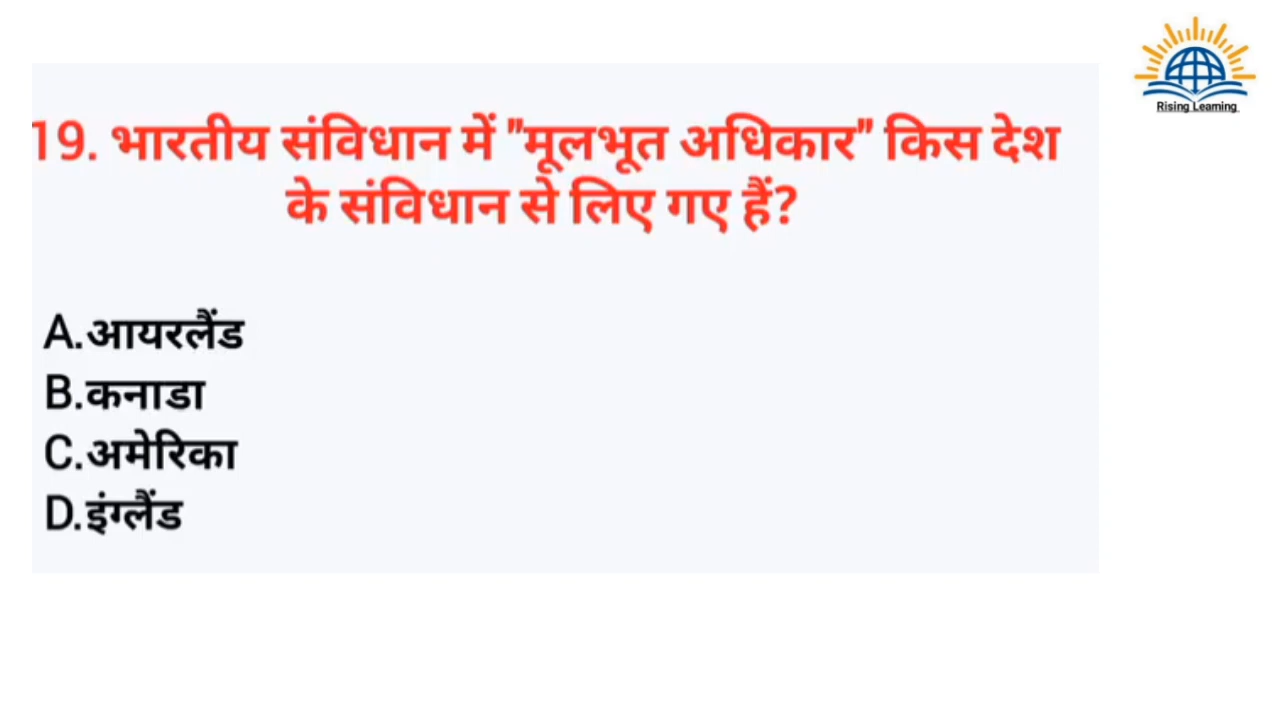 Rising Learning
19. भारतीय संविधान में "मूलभूत अधिकार" किस देश
के संविधान से लिए गए हैं?
A.आयरलैंड
B.कनाडा
C.अमेरिका
D.इंग्लैंड